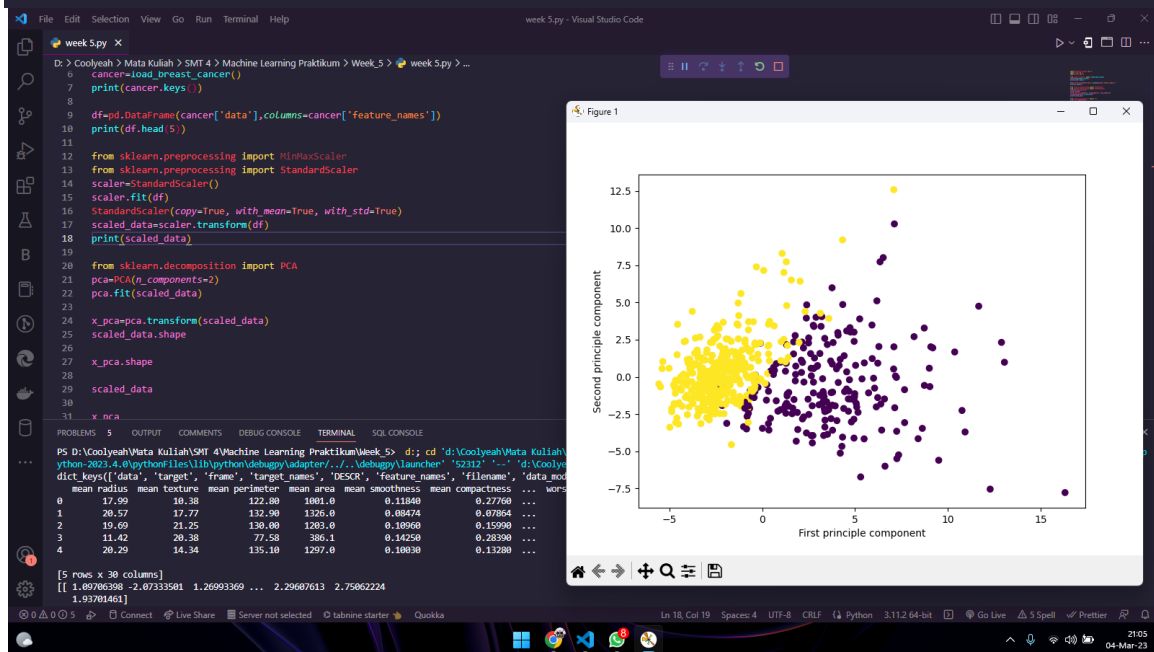 File Edit Selection View Go Run Terminal Help
week 5.py - Visual Studio Code
week 5.py
D: > Coolyeah > Mata Kuliah > SMT 4 > Machine Learning Praktikum > Week_5 > week 5.py > ...
6 cancer=load_breast_cancer()
7 print(cancer.keys())
8
9 df=pd.DataFrame(cancer['data'],columns=cancer['feature_names'])
10 print(df.head(5))
11
12 from sklearn.preprocessing import MinMaxScaler
13 from sklearn.preprocessing import StandardScaler
14 scaler=StandardScaler()
15 scaler.fit(df)
16 StandardScaler(copy=True, with_mean=True, with_std=True)
17 scaled_data=scaler.transform(df)
18 print(scaled_data)
19
20 from sklearn.decomposition import PCA
21 pca=PCA(n_components=2)
22 pca.fit(scaled_data)
23
24 x_pca=pca.transform(scaled_data)
25 scaled_data.shape
26
27 x_pca.shape
28
29 scaled_data
30
31 x_pca
PROBLEMS 5 OUTPUT COMMENTS DEBUG CONSOLE TERMINAL SQL CONSOLE
PS D:\Coolyeah\Mata Kuliah\SMT 4\Machine Learning Praktikum\Week_5> d:; cd 'd:\Coolyeah\Mata Kuliah\
ython-2023.4.0\pythonFiles\lib\python\debugpy\adapter/../..\debugpy\launcher' '52312' '--' 'd:\Coolye
dict_keys(['data', 'target', 'frame', 'target_names', 'DESCR', 'feature_names', 'filename', 'data_mod
mean radius mean texture mean perimeter mean area mean smoothness mean compactness ... wors
0 17.99 10.38 122.80 1001.0 0.11840 0.27760 ...
1 20.57 17.77 132.90 1326.0 0.08474 0.07864 ...
2 19.69 21.25 130.00 1203.0 0.10960 0.15990 ...
3 11.42 20.38 77.58 386.1 0.14250 0.28390 ...
4 20.29 14.34 135.10 1297.0 0.10030 0.13280 ...
[5 rows x 30 columns]
[[ 1.09706398 -2.07333501 1.26993369 ... 2.29607613 2.75062224
1.93701461]
Figure 1
12.5
10.0
7.5
5.0
2.5
0.0
−2.5
−5.0
−7.5
Second principle component
−5 0 5 10 15
First principle component
0 0 5 Connect Live Share Server not selected tabnine starter Quokka
Ln 18, Col 19 Spaces: 4 UTF-8 CRLF Python 3.11.2 64-bit Go Live 5 Spell Prettier
8
21:05
04-Mar-23